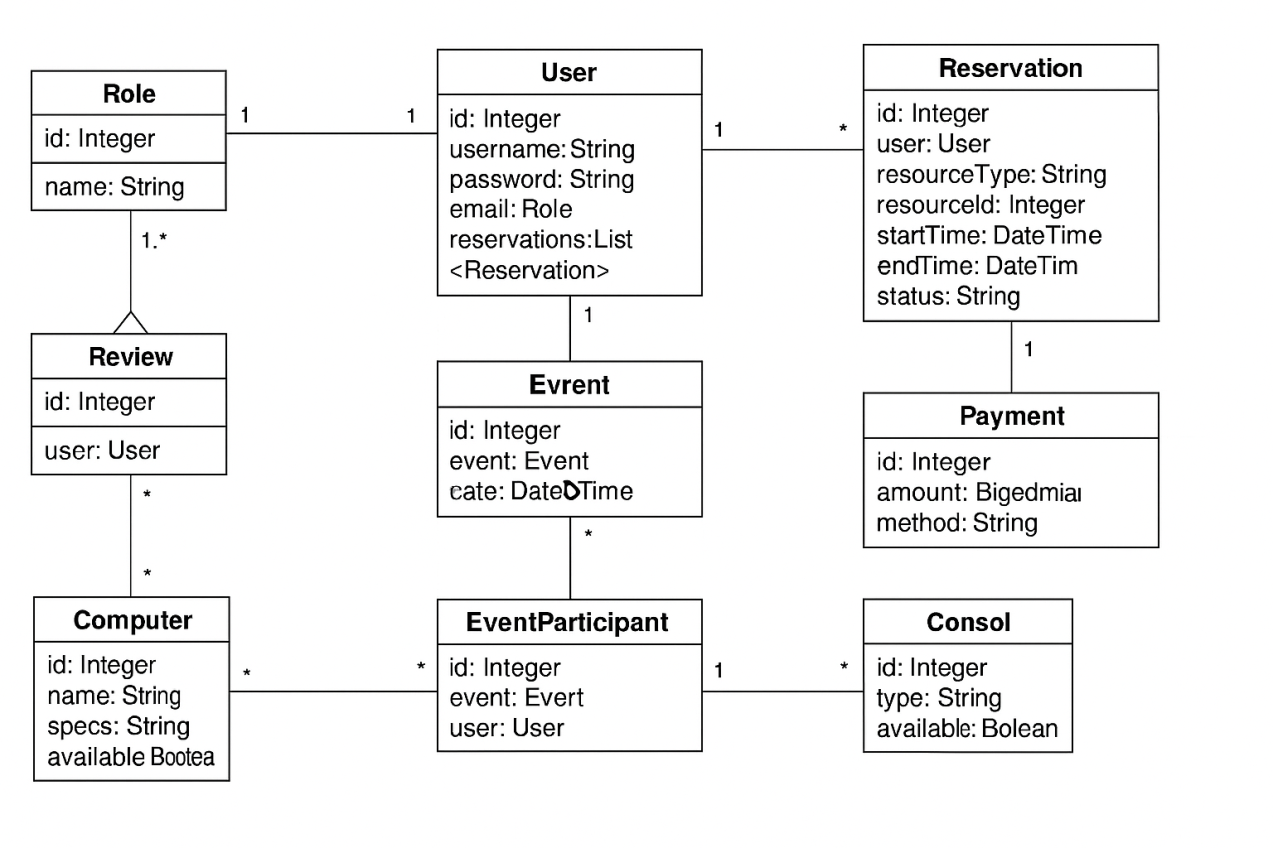 Role
id: Integer
name: String
1
1
User
id: Integer
username: String
password: String
email: Role
reservations:List
<Reservation>
1
*
Reservation
id: Integer
user: User
resourceType: String
resourceId: Integer
startTime: DateTime
endTime: DateTim
status: String
1.*
1
1
Review
id: Integer
user: User
Evrent
id: Integer
event: Event
cate: DateDTime
Payment
id: Integer
amount: Bigedmiaı
method: String
*
*
*
Computer
id: Integer
name: String
specs: String
available Bootea
*
*
EventParticipant
id: Integer
event: Evert
user: User
1
*
Consol
id: Integer
type: String
available: Bolean